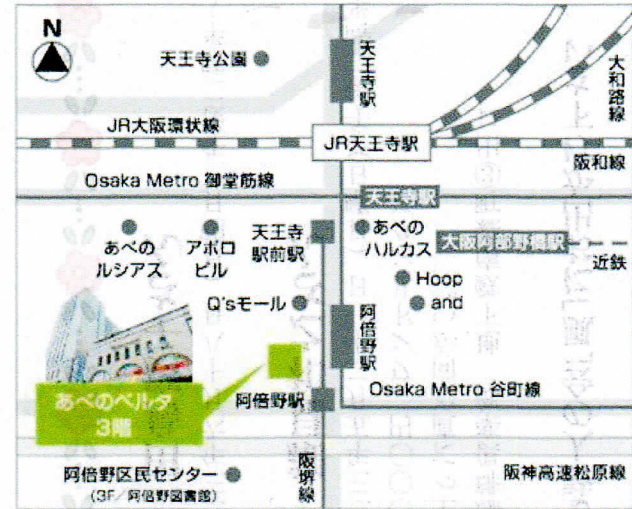 N
天王寺公園
天王寺駅
大和路線
JR大阪環状線
JR天王寺駅
阪和線
Osaka Metro 御堂筋線
天王寺駅
あべの
ルシアス
アポロ
ビル
天王寺
駅前駅
あべの
ハルカス
大阪阿部野橋駅
近鉄
Hoop
and
Q'sモール
阿倍野駅
あべのベルタ
3階
阿倍野駅
Osaka Metro 谷町線
阪堺線
阿倍野区民センター
(3F/阿倍野図書館)
阪神高速松原線